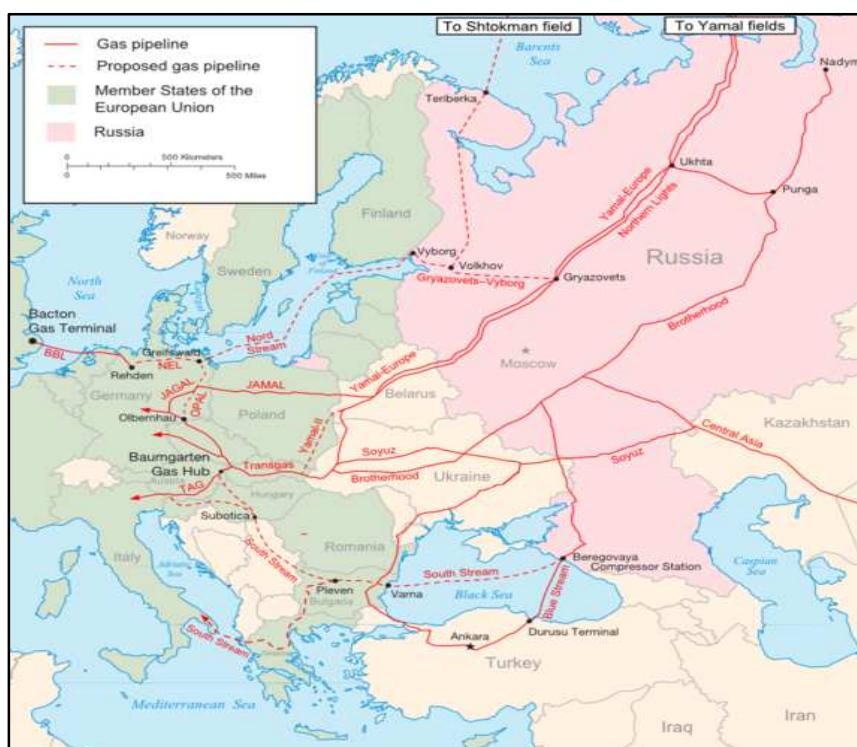 To Shtokman field
To Yamal fields
Gas pipeline
Proposed gas pipeline
Member States of the
European Union
Russia
0
500 Kilometers
0
500 Miles
Barents
Sea
Nadym
Teriberka
Ukhta
Punga
Yamal-Europe
Northern Lights
Finland
Norway
Sweden
Russia
Vyborg
Volkhov
Gryazovets
Gryazovets–Vyborg
North
Sea
Bacton
Gas Terminal
BBL
Nord
Stream
Greifswald
NEL
Rehden
Brotherhood
Moscow
Germany
JAGAL
OPAL
JAMAL
Yamal-Europe
Belarus
Poland
Olbernhau
Yamal-II
Kazakhstan
Central Asia
Baumgarten
Gas Hub
Transgas
Soyuz
Brotherhood
Ukraine
Soyuz
Austria
TAG
Hungary
Subotica
Romania
Italy
Adriatic
Sea
South Stream
Beregovaya
Compressor Station
Caspian
Sea
Pleven
Bulgaria
Varna
South Stream
Black Sea
Blue Stream
South Stream
Ankara
Durusu Terminal
Turkey
Mediterranean Sea
Iraq
Iran